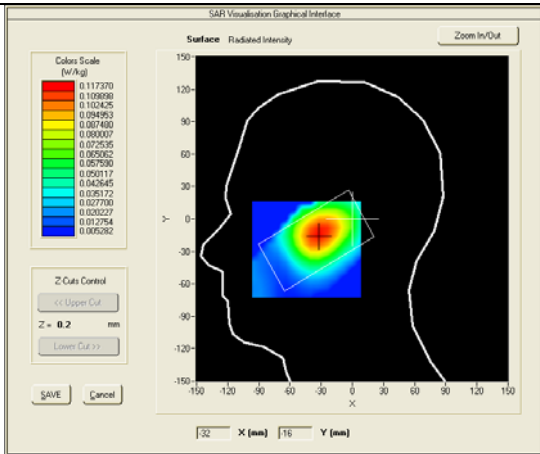 SAR Visualisation Graphical Interface
Surface Radiated Intensity
Zoom In/Out
Colors Scale
(W/kg)
0.117370
0.109898
0.102425
0.094953
0.087480
0.080007
0.072535
0.065062
0.057590
0.050117
0.042645
0.035172
0.027700
0.020227
0.012754
0.005282
150
120
90
60
30
0
-30
-60
-90
-120
-150
Y
-150 -120 -90 -60 -30 0 30 60 90 120 150
X
Z Cuts Control
<< Upper Cut
Z = 0.2 mm
Lower Cut >>
SAVE Cancel
-32 X (mm) -16 Y (mm)